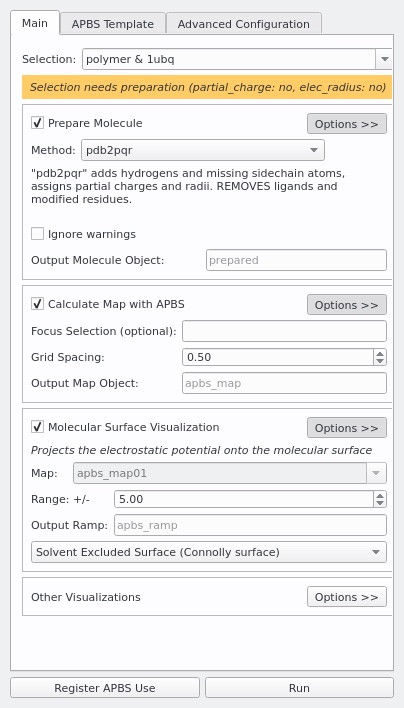 Main APBS Template Advanced Configuration
Selection: polymer & 1ubq
Selection needs preparation (partial_charge: no, elec_radius: no)
Prepare Molecule Options >>
Method: pdb2pqr
"pdb2pqr" adds hydrogens and missing sidechain atoms,
assigns partial charges and radii. REMOVES ligands and
modified residues.
Ignore warnings
Output Molecule Object: prepared
Calculate Map with APBS Options >>
Focus Selection (optional):
Grid Spacing: 0.50
Output Map Object: apbs_map
Molecular Surface Visualization Options >>
Projects the electrostatic potential onto the molecular surface
Map: apbs_map01
Range: +/- 5.00
Output Ramp: apbs_ramp
Solvent Excluded Surface (Connolly surface)
Other Visualizations Options >>
Register APBS Use Run